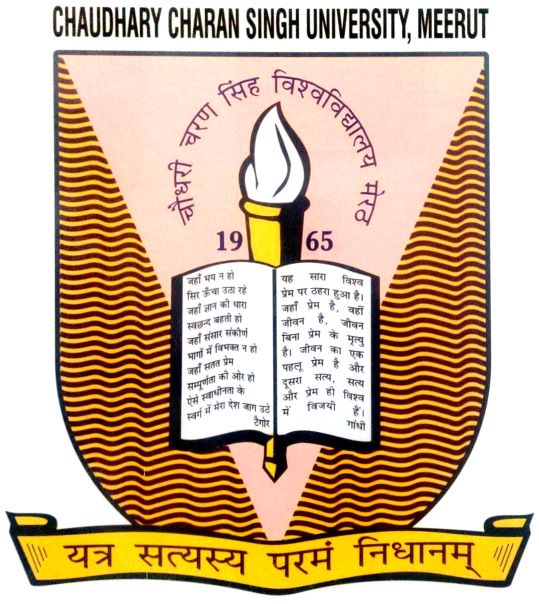 CHAUDHARY CHARAN SINGH UNIVERSITY, MEERUT
चौधरी चरण सिंह विश्वविद्यालय मेरठ
19 65
जहाँ भय न हो
सिर ऊँचा उठा रहे
जहाँ ज्ञान की धारा
स्वछन्द बहती हो
जहाँ संसार संकीर्ण
भागों में विभक्त न हो
जहाँ सतत प्रेम
सम्पूर्णता की ओर हो
ऐसे स्वाधीनता के
स्वर्ग में मेरा देश जाग उठे
टैगोर
यह सारा विश्व
प्रेम पर ठहरा हुआ है।
जहाँ प्रेम है, वहीं
जीवन है, जीवन
बिना प्रेम के मृत्यु
है। जीवन का एक
पहलू प्रेम है और
दूसरा सत्य, सत्य
और प्रेम ही विश्व
में विजयी हैं।
गांधी
यत्र सत्यस्य परमं निधानम्